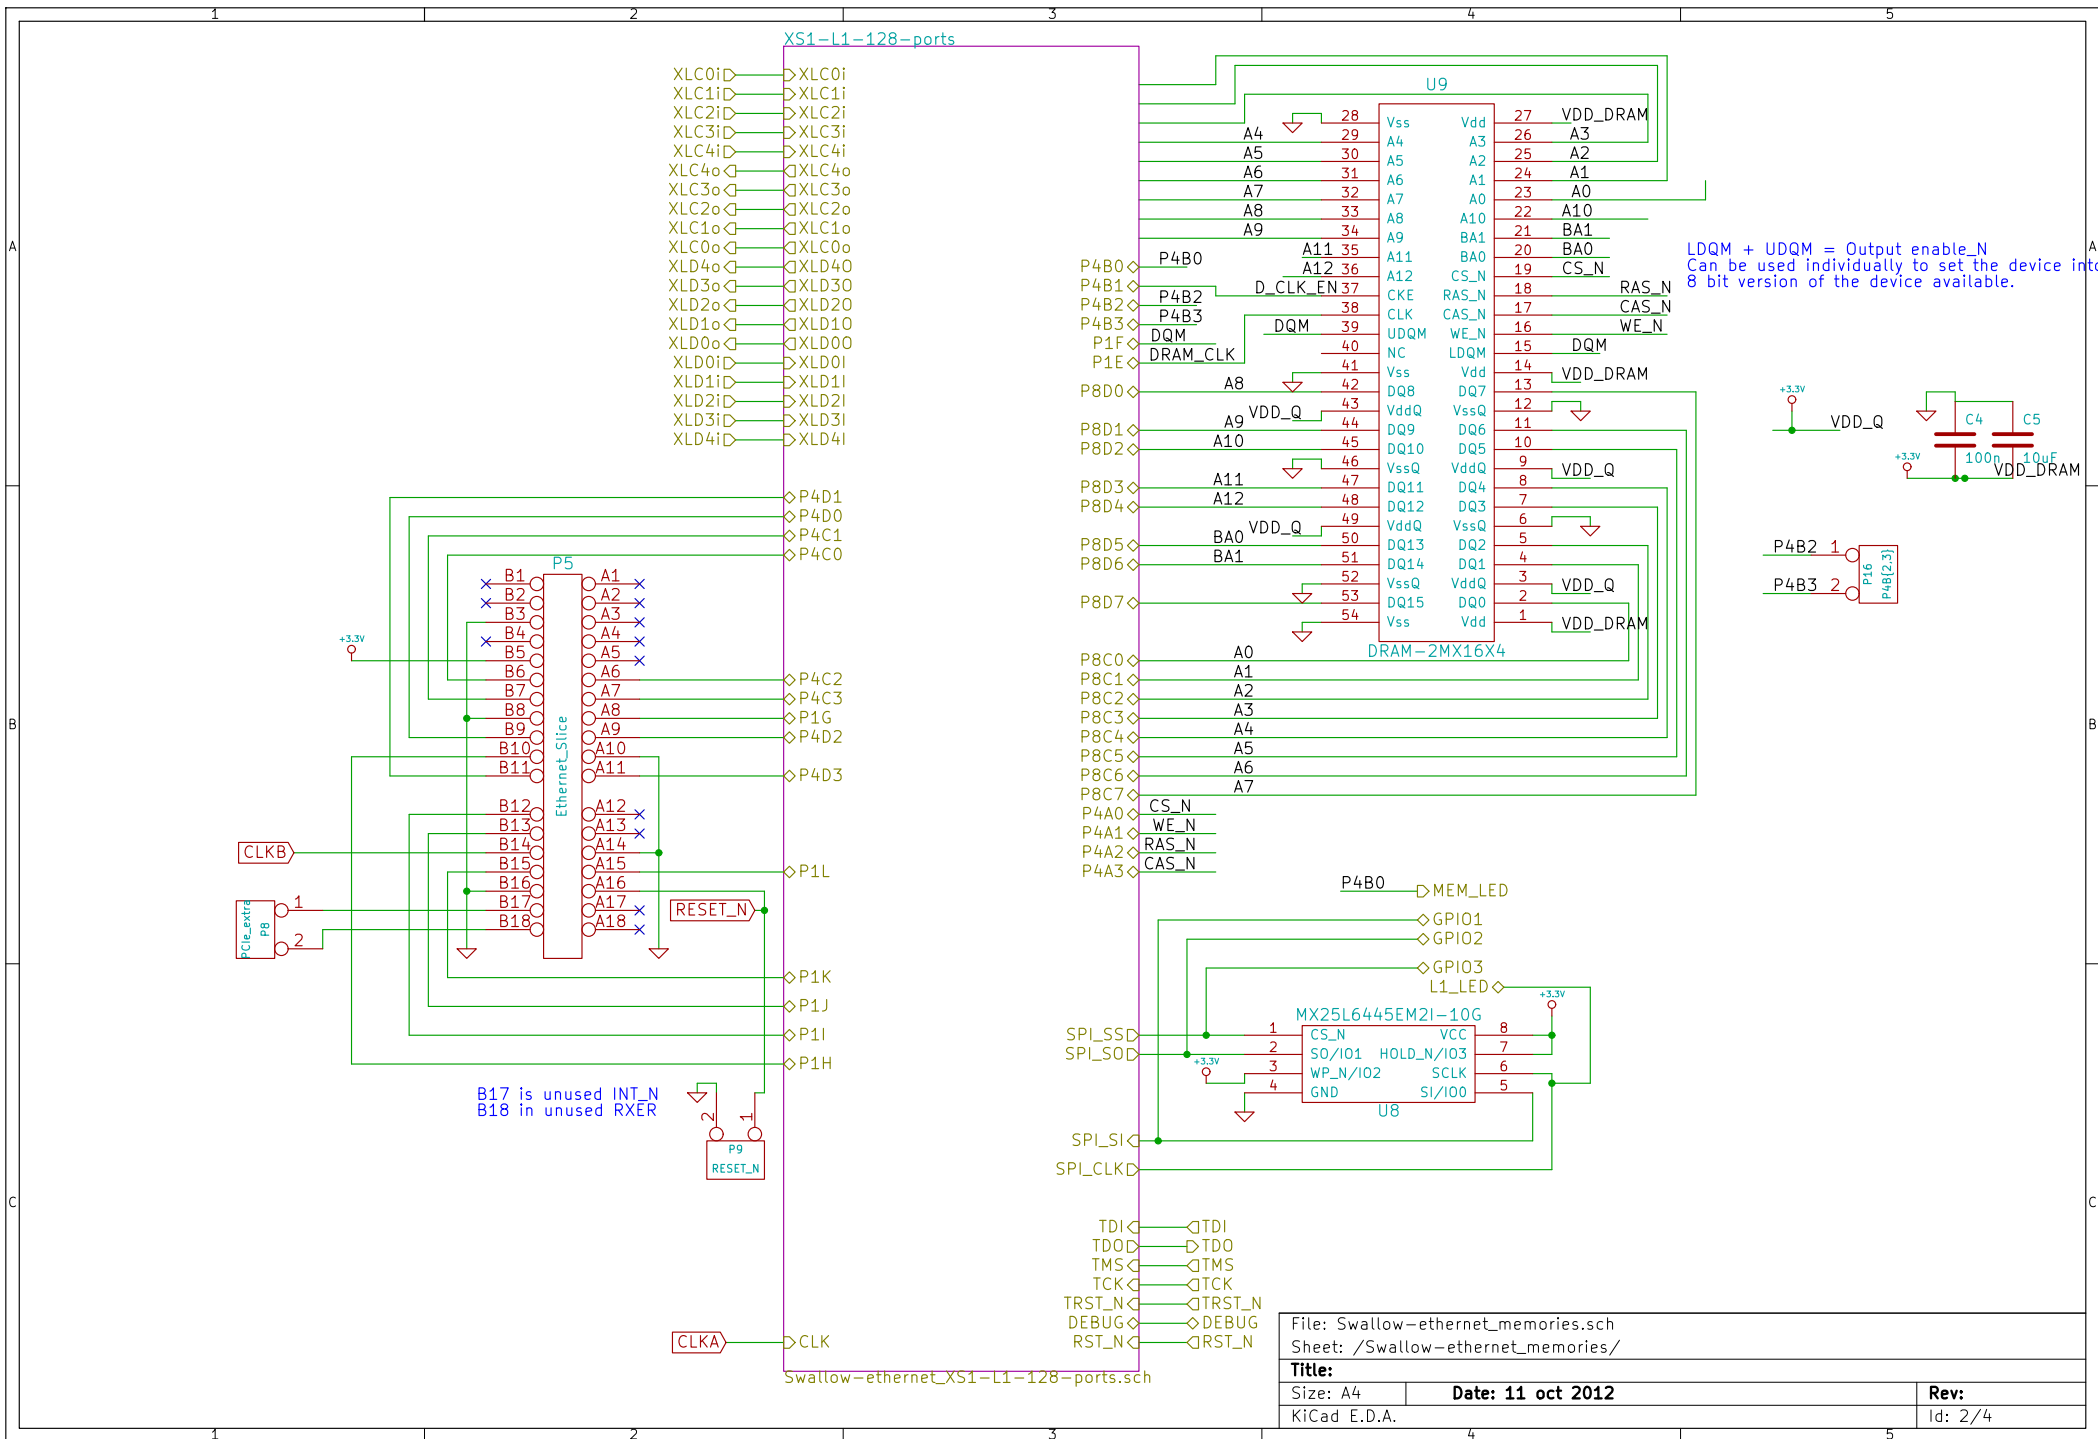 1 2 3 4 5
A
B
C
A
B
C
1 2 3 4 5
XS1-L1-128-ports
XLC0i XLC0i
XLC1i XLC1i
XLC2i XLC2i
XLC3i XLC3i
XLC4i XLC4i
XLC4o XLC4o
XLC3o XLC3o
XLC2o XLC2o
XLC1o XLC1o
XLC0o XLC0o
XLD4o XLD4O
XLD3o XLD3O
XLD2o XLD2O
XLD1o XLD1O
XLD0o XLD0O
XLD0i XLD0I
XLD1i XLD1I
XLD2i XLD2I
XLD3i XLD3I
XLD4i XLD4I
P4D1
P4D0
P4C1
P4C0
P4C2
P4C3
P1G
P4D2
P4D3
P1L
P1K
P1J
P1I
P1H
CLKA CLK
Swallow-ethernet_XS1-L1-128-ports.sch
P5
Ethernet_Slice
B1 A1
B2 A2
B3 A3
B4 A4
B5 A5
B6 A6
B7 A7
B8 A8
B9 A9
B10 A10
B11 A11
B12 A12
B13 A13
B14 A14
B15 A15
B16 A16
B17 A17
B18 A18
+3.3V
CLKB
PCIe_extra
P8
1
2
RESET_N
B17 is unused INT_N
B18 in unused RXER
2 1
P9
RESET_N
P4B0 P4B0
P4B1
P4B2 P4B2
P4B3 P4B3
P1F DQM
P1E DRAM_CLK
P8D0 A8
P8D1 A9
P8D2 A10
P8D3 A11
P8D4 A12
P8D5 BA0
P8D6 BA1
P8D7
P8C0 A0
P8C1 A1
P8C2 A2
P8C3 A3
P8C4 A4
P8C5 A5
P8C6 A6
P8C7 A7
P4A0 CS_N
P4A1 WE_N
P4A2 RAS_N
P4A3 CAS_N
SPI_SS
SPI_SO
SPI_SI
SPI_CLK
TDI TDI
TDO TDO
TMS TMS
TCK TCK
TRST_N TRST_N
DEBUG DEBUG
RST_N RST_N
U9
28 Vss Vdd 27 VDD_DRAM
A4 29 A4 A3 26 A3
A5 30 A5 A2 25 A2
A6 31 A6 A1 24 A1
A7 32 A7 A0 23 A0
A8 33 A8 A10 22 A10
A9 34 A9 BA1 21 BA1
A11 35 A11 BA0 20 BA0
A12 36 A12 CS_N 19 CS_N
D_CLK_EN 37 CKE RAS_N 18 RAS_N
38 CLK CAS_N 17 CAS_N
DQM 39 UDQM WE_N 16 WE_N
40 NC LDQM 15 DQM
41 Vss Vdd 14 VDD_DRAM
42 DQ8 DQ7 13
VDD_Q 43 VddQ VssQ 12
44 DQ9 DQ6 11
45 DQ10 DQ5 10
46 VssQ VddQ 9 VDD_Q
47 DQ11 DQ4 8
48 DQ12 DQ3 7
VDD_Q 49 VddQ VssQ 6
50 DQ13 DQ2 5
51 DQ14 DQ1 4
52 VssQ VddQ 3 VDD_Q
53 DQ15 DQ0 2
54 Vss Vdd 1 VDD_DRAM
DRAM-2MX16X4
LDQM + UDQM = Output enable_N
Can be used individually to set the device into
8 bit version of the device available.
+3.3V
VDD_Q
C4 C5
100n 10uF
+3.3V
VDD_DRAM
P4B2 1
P4B3 2
P16
P4B{2,3}
P4B0 MEM_LED
GPIO1
GPIO2
GPIO3
L1_LED
+3.3V
MX25L6445EM2I-10G
1 CS_N VCC 8
2 SO/IO1 HOLD_N/IO3 7
+3.3V
3 WP_N/IO2 SCLK 6
4 GND SI/IO0 5
U8
File: Swallow-ethernet_memories.sch
Sheet: /Swallow-ethernet_memories/
Title:
Size: A4 Date: 11 oct 2012 Rev:
KiCad E.D.A. Id: 2/4